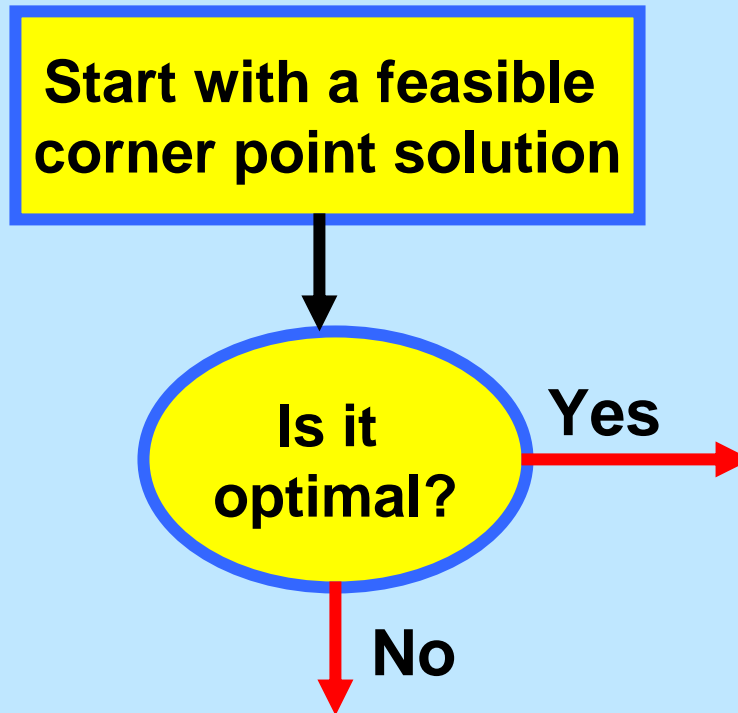 Start with a feasible
corner point solution
Is it
optimal?
Yes
No